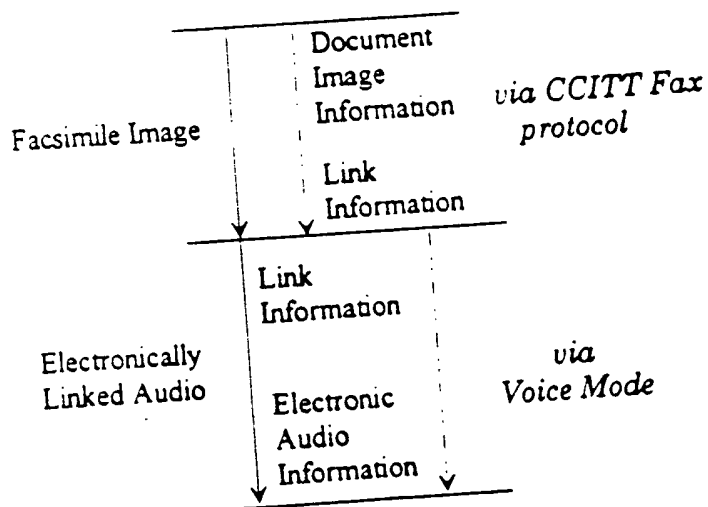 Document
Image
Information
via CCITT Fax
protocol
Facsimile Image
Link
Information
Link
Information
Electronically
Linked Audio
via
Voice Mode
Electronic
Audio
Information